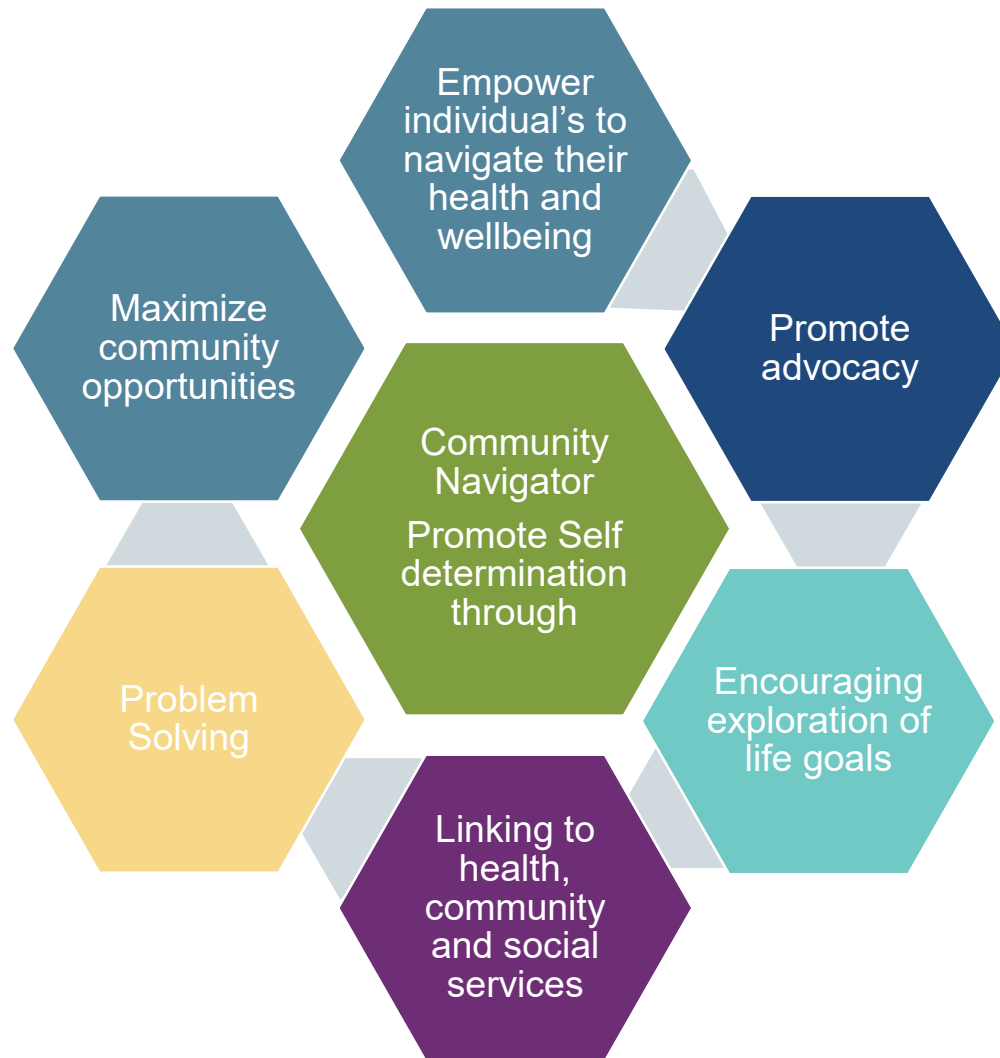 Empower
individual’s to
navigate their
health and
wellbeing
Promote
advocacy
Encouraging
exploration of
life goals
Linking to
health,
community
and social
services
Problem
Solving
Maximize
community
opportunities
Community
Navigator
Promote Self
determination
through